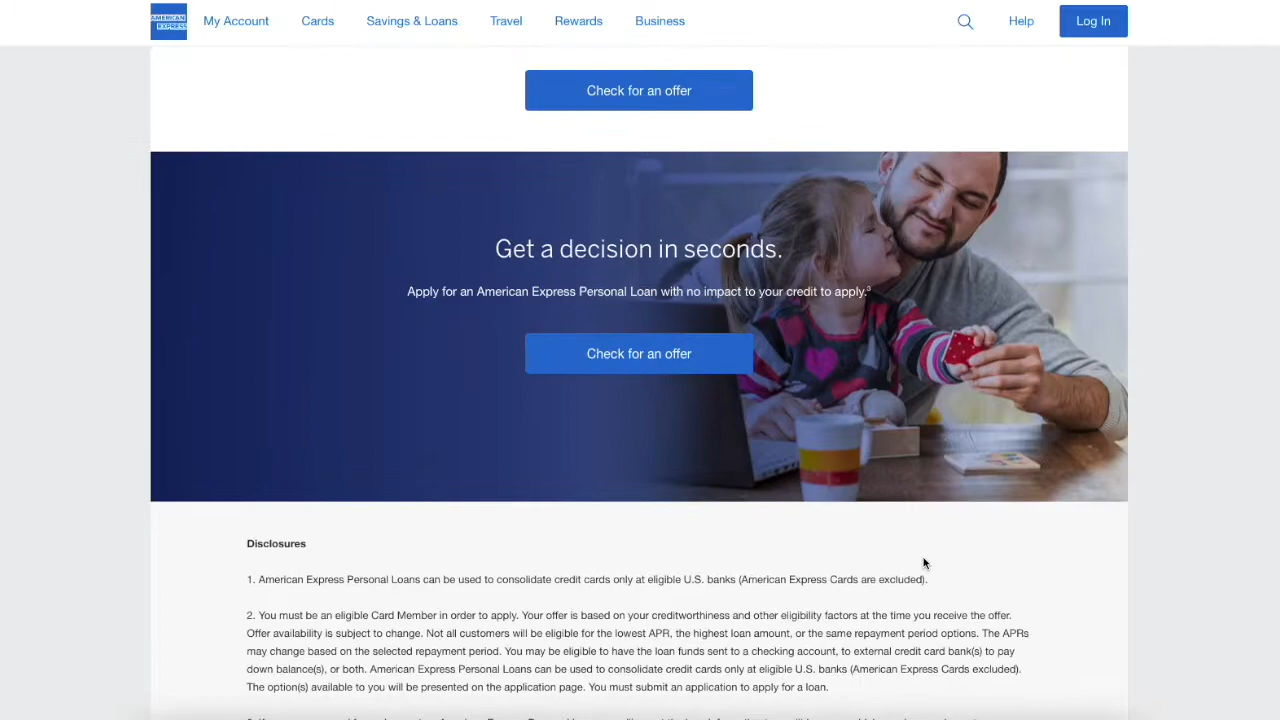 AMERICAN
EXPRESS
My Account Cards Savings & Loans Travel Rewards Business Help Log In
Check for an offer
Get a decision in seconds.
Apply for an American Express Personal Loan with no impact to your credit to apply.³
Check for an offer
Disclosures
1. American Express Personal Loans can be used to consolidate credit cards only at eligible U.S. banks (American Express Cards are excluded).
2. You must be an eligible Card Member in order to apply. Your offer is based on your creditworthiness and other eligibility factors at the time you receive the offer.
Offer availability is subject to change. Not all customers will be eligible for the lowest APR, the highest loan amount, or the same repayment period options. The APRs
may change based on the selected repayment period. You may be eligible to have the loan funds sent to a checking account, to external credit card bank(s) to pay
down balance(s), or both. American Express Personal Loans can be used to consolidate credit cards only at eligible U.S. banks (American Express Cards excluded).
The option(s) available to you will be presented on the application page. You must submit an application to apply for a loan.